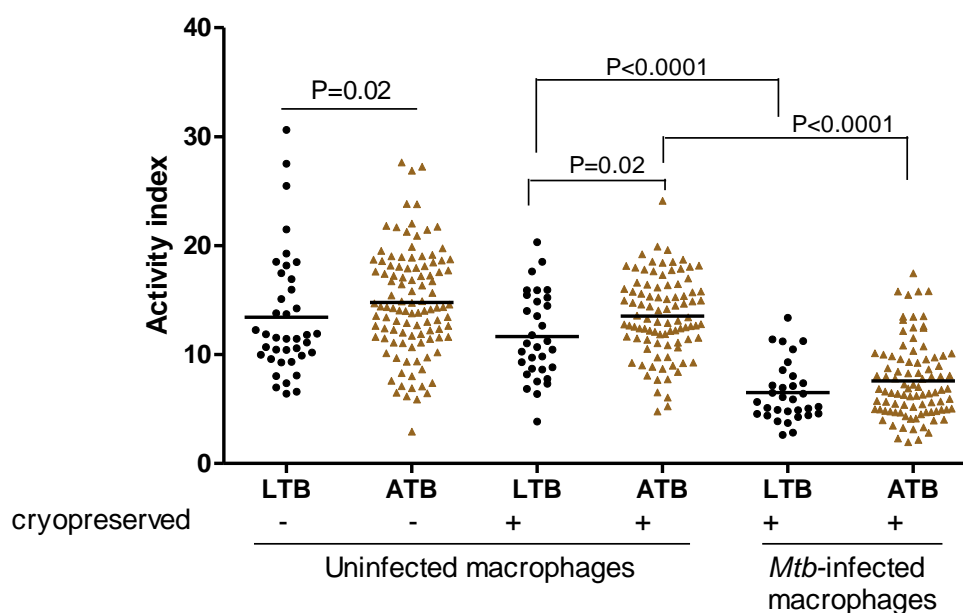 40
P<0.0001
P=0.02
P<0.0001
30
P=0.02
Activity index
20
10
0
LTB ATB LTB ATB LTB ATB
cryopreserved - - + + + +
Uninfected macrophages
Mtb-infected
macrophages